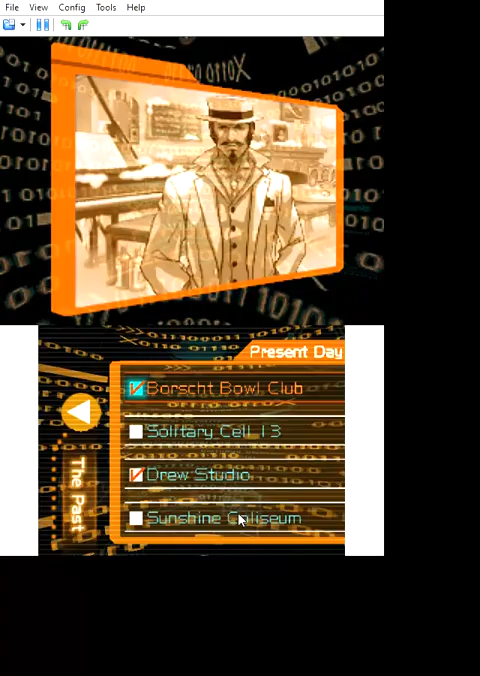 File View Config Tools Help
Present Day
Borscht Bowl Club
Solitary Cell 13
Drew Studio
Sunshine Coliseum
The Past